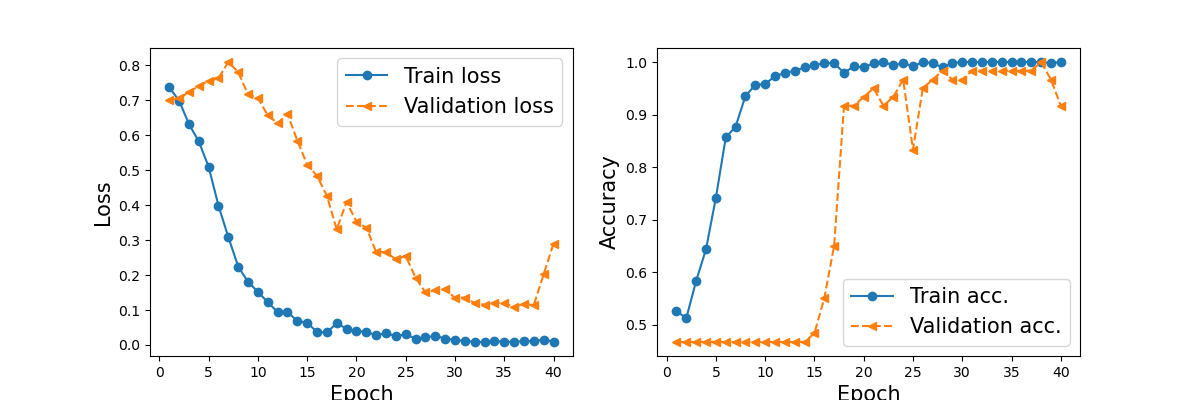 0.8
0.7
0.6
0.5
0.4
0.3
0.2
0.1
0.0
Loss
0 5 10 15 20 25 30 35 40
Epoch
Train loss
Validation loss
1.0
0.9
0.8
0.7
0.6
0.5
Accuracy
0 5 10 15 20 25 30 35 40
Epoch
Train acc.
Validation acc.